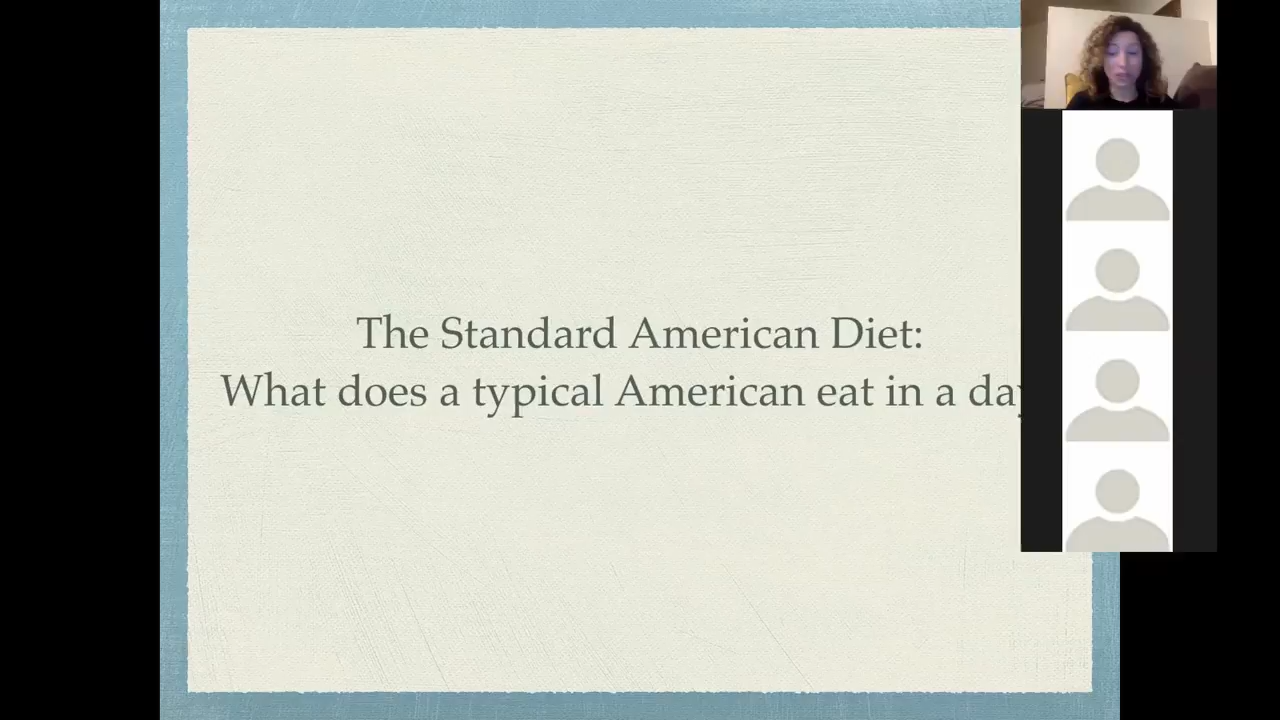 The Standard American Diet:
What does a typical American eat in a day